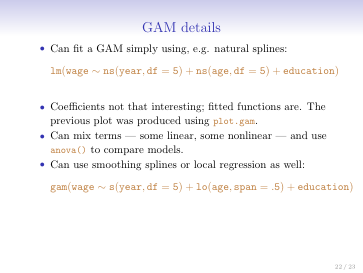 GAM details
• Can fit a GAM simply using, e.g. natural splines:
lm(wage ∼ ns(year, df = 5) + ns(age, df = 5) + education)
• Coefficients not that interesting; fitted functions are. The
previous plot was produced using plot.gam.
• Can mix terms — some linear, some nonlinear — and use
anova() to compare models.
• Can use smoothing splines or local regression as well:
gam(wage ∼ s(year, df = 5) + lo(age, span = .5) + education)
22 / 23